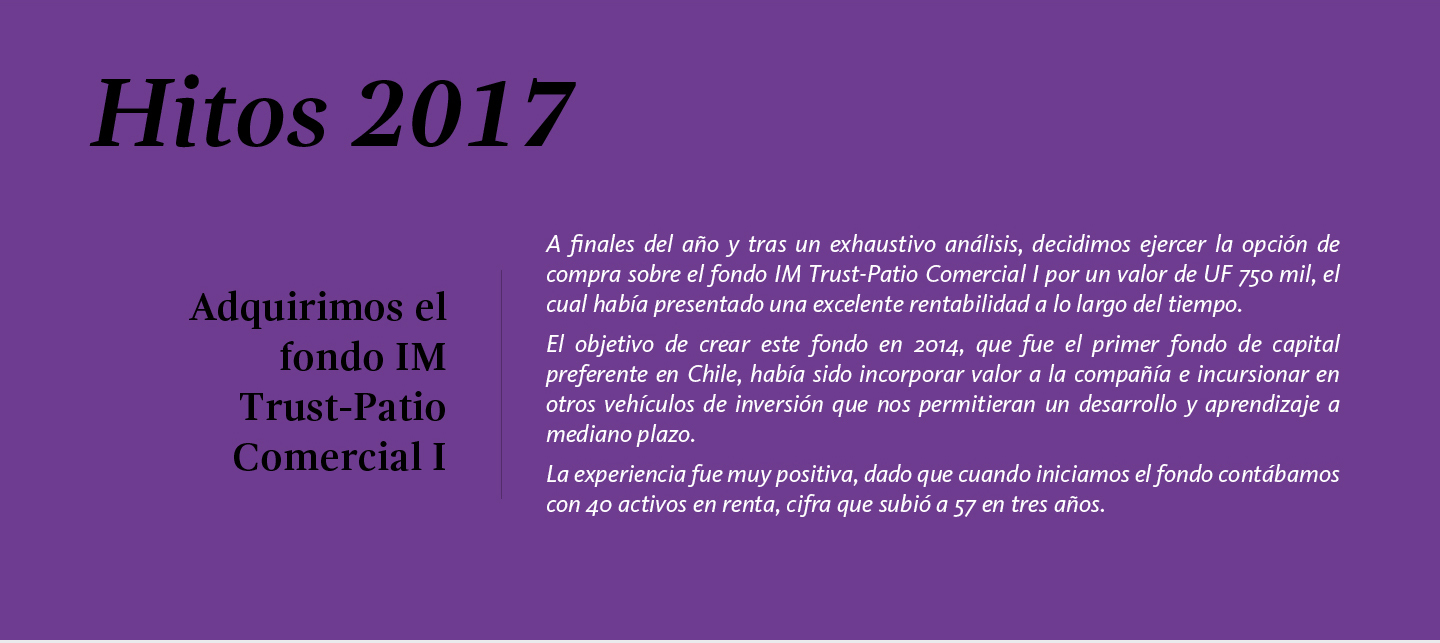 Hitos 2017
Adquirimos el
fondo IM
Trust-Patio
Comercial I
A finales del año y tras un exhaustivo análisis, decidimos ejercer la opción de
compra sobre el fondo IM Trust-Patio Comercial I por un valor de UF 750 mil, el
cual había presentado una excelente rentabilidad a lo largo del tiempo.
El objetivo de crear este fondo en 2014, que fue el primer fondo de capital
preferente en Chile, había sido incorporar valor a la compañía e incursionar en
otros vehículos de inversión que nos permitieran un desarrollo y aprendizaje a
mediano plazo.
La experiencia fue muy positiva, dado que cuando iniciamos el fondo contábamos
con 40 activos en renta, cifra que subió a 57 en tres años.